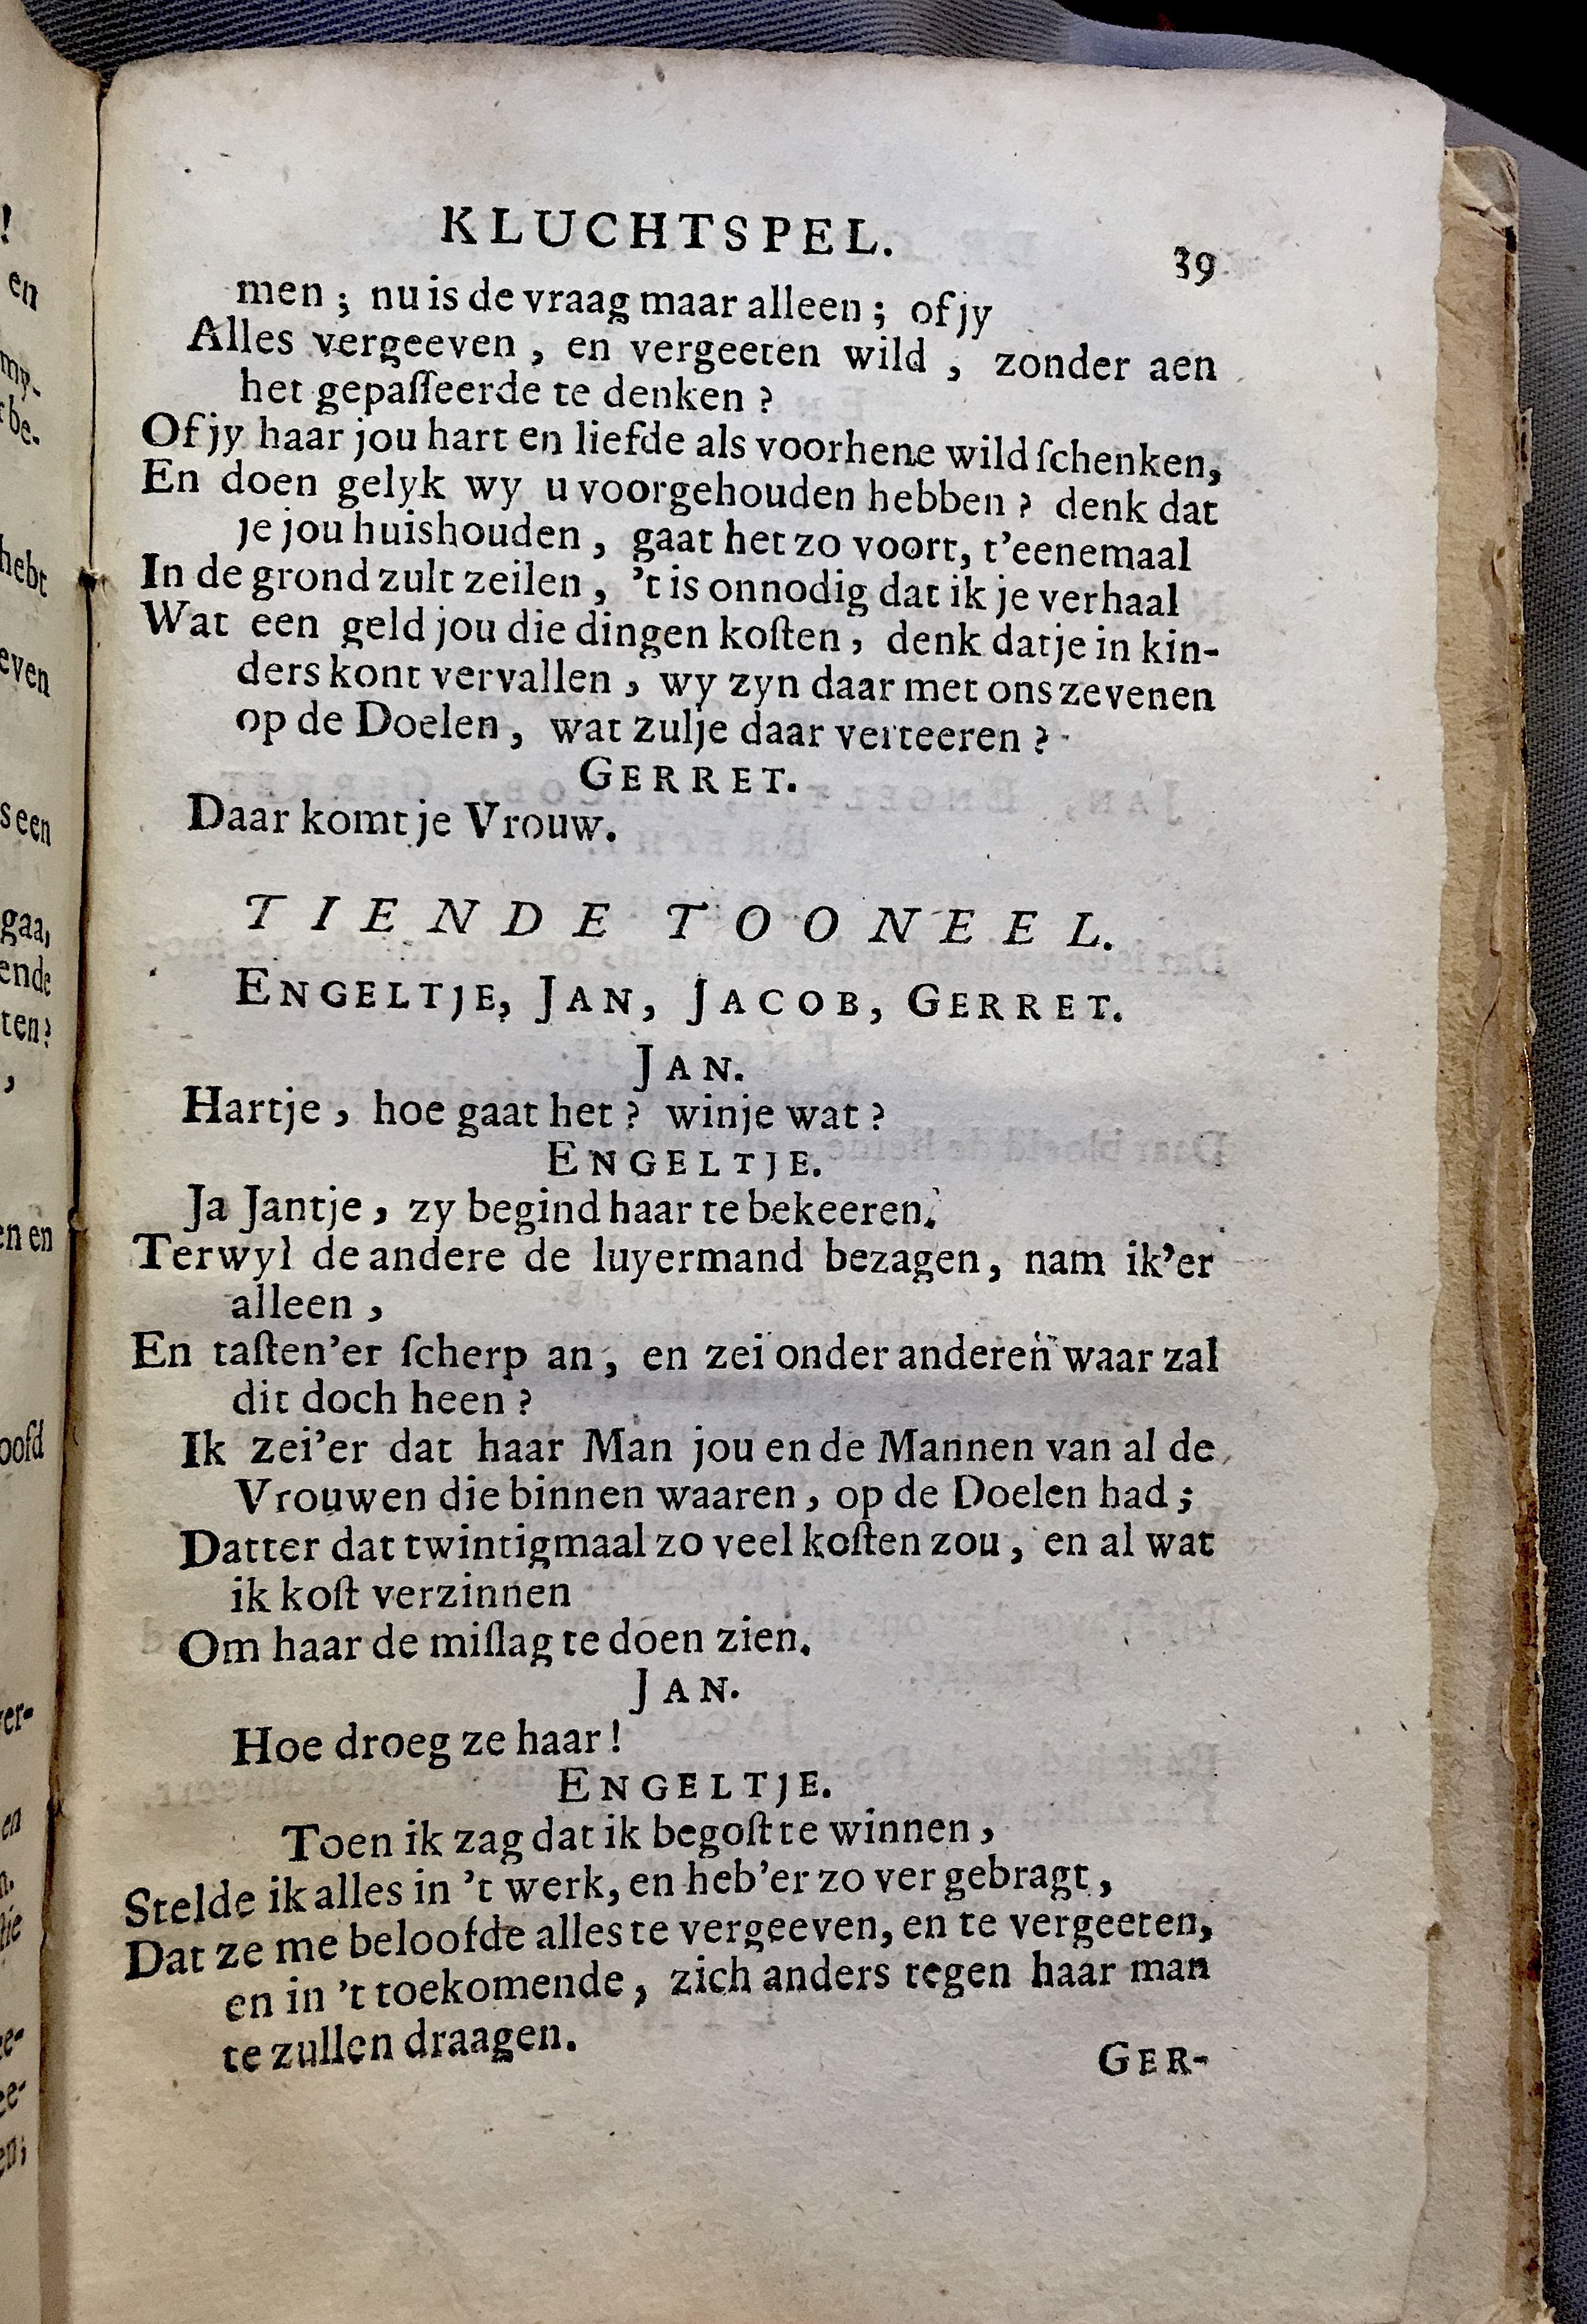 KLUCHTSPEL. 39
men ; nu is de vraag maar alleen ; of jy
Alles vergeeven , en vergeeten wild , zonder aen
het gepaſſeerde te denken ?
Of jy haar jou hart en liefde als voorhene wild ſchenken,
En doen gelyk wy u voorgehouden hebben ? denk dat
je jou huishouden , gaat het zo voort, t'eenemaal
In de grond zult zeilen , 't is onnodig dat ik je verhaal
Wat een geld jou die dingen koſten , denk datje in kin-
ders kont vervallen , wy zyn daar met ons zevenen
op de Doelen , wat zulje daar verteeren ?
GERRET.
Daar komt je Vrouw.
TIENDE TOONEEL.
ENGELTJE, JAN, JACOB, GERRET.
JAN.
Hartje , hoe gaat het ? winje wat ?
ENGELTJE.
Ja Jantje , zy begind haar te bekeeren.
Terwyl de andere de luyermand bezagen, nam ik'er
alleen ,
En taſten'er ſcherp an , en zei onder anderen waar zal
dit doch heen ?
Ik zei'er dat haar Man jou en de Mannen van al de
Vrouwen die binnen waaren , op de Doelen had ;
Datter dat twintigmaal zo veel koſten zou , en al wat
ik koſt verzinnen
Om haar de miſlag te doen zien.
JAN.
Hoe droeg ze haar !
ENGELTJE.
Toen ik zag dat ik begoſt te winnen ,
Stelde ik alles in 't werk, en heb'er zo ver gebragt ,
Dat ze me beloofde alles te vergeeven, en te vergeeten,
en in 't toekomende , zich anders tegen haar man
te zullen draagen.
GER-